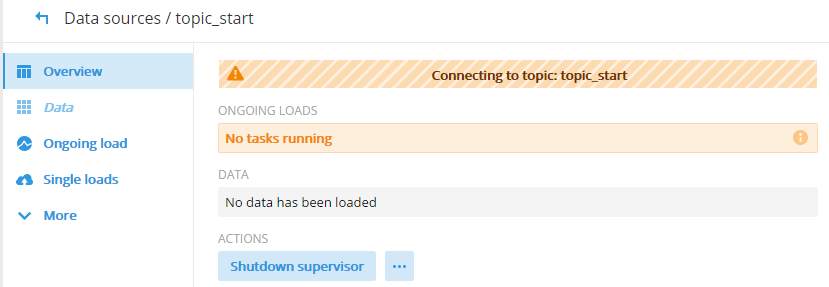 Data sources / topic_start
Overview
Data
Ongoing load
Single loads
More
Connecting to topic: topic_start
ONGOING LOADS
No tasks running
DATA
No data has been loaded
ACTIONS
Shutdown supervisor